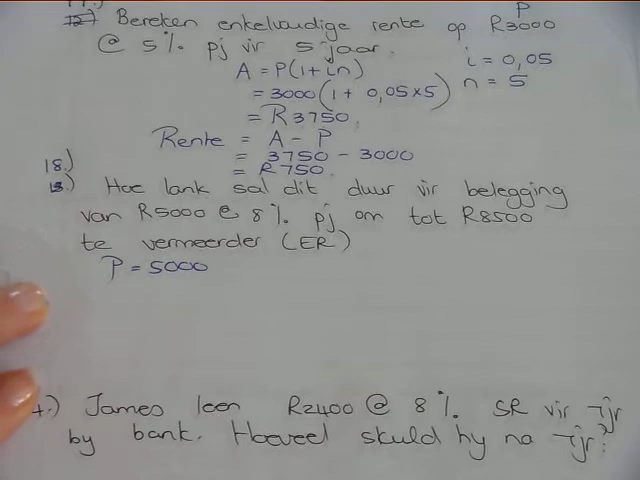 17.)
12.) Bereken enkelvoudige rente op R3000 P
@ 5% pj vir 5 jaar.
i = 0,05
A = P(1+in)
n = 5
= 3000(1 + 0,05×5)
= R3750
Rente = A - P
= 3750 - 3000
= R750.
18.)
Hoe lank sal dit duur vir belegging
van R5000 @ 8% pj om tot R8500
te vermeerder (ER)
P = 5000
4.) James leen R2400 @ 8% SR vir 7jr
by bank. Hoeveel skuld hy na 7jr?